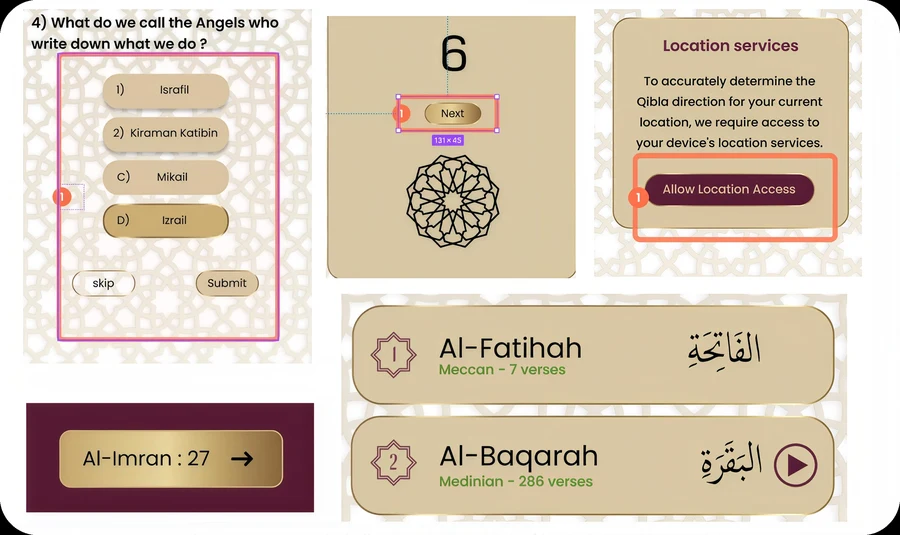 4) What do we call the Angels who
write down what we do ?
1) Israfil
2) Kiraman Katibin
C) Mikail
D) Izrail
1
skip
Submit
6
1
Next
131 × 45
Location services
To accurately determine the
Qibla direction for your current
location, we require access to
your device's location services.
1
Allow Location Access
Al-Imran : 27 →
1
Al-Fatihah
Meccan - 7 verses
الفَاتِحَةِ
2
Al-Baqarah
Medinian - 286 verses
البَقَرَةِ